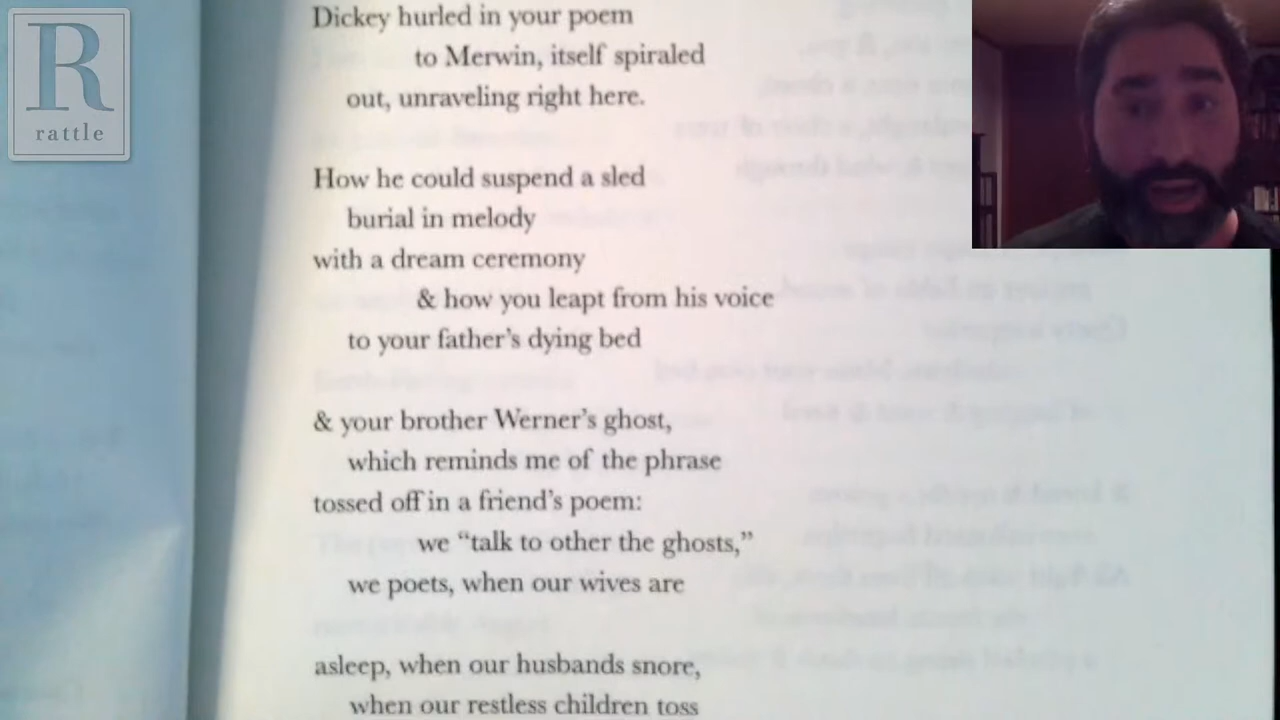 R
rattle
Dickey hurled in your poem
to Merwin, itself spiraled
out, unraveling right here.
How he could suspend a sled
burial in melody
with a dream ceremony
& how you leapt from his voice
to your father's dying bed
& your brother Werner's ghost,
which reminds me of the phrase
tossed off in a friend's poem:
we “talk to other the ghosts,”
we poets, when our wives are
asleep, when our husbands snore,
when our restless children toss